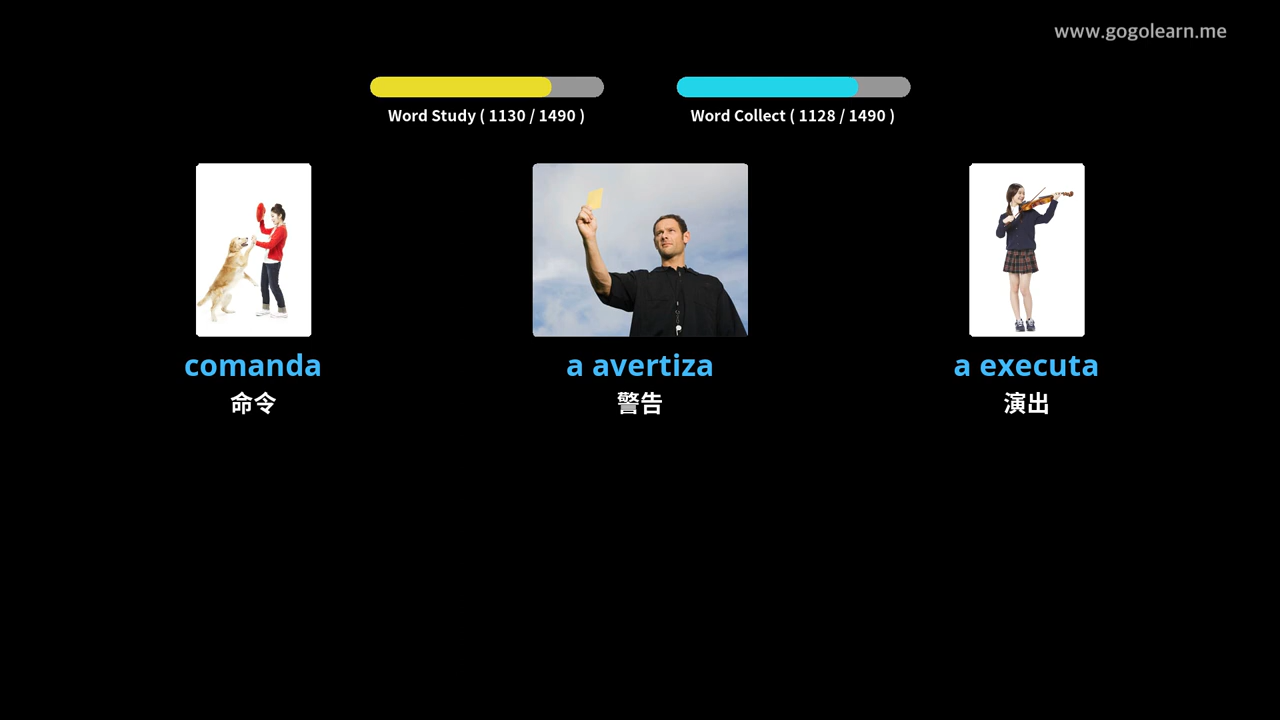 www.gogolearn.me
Word Study ( 1130 / 1490 )
Word Collect ( 1128 / 1490 )
comanda
命令
a avertiza
警告
a executa
演出